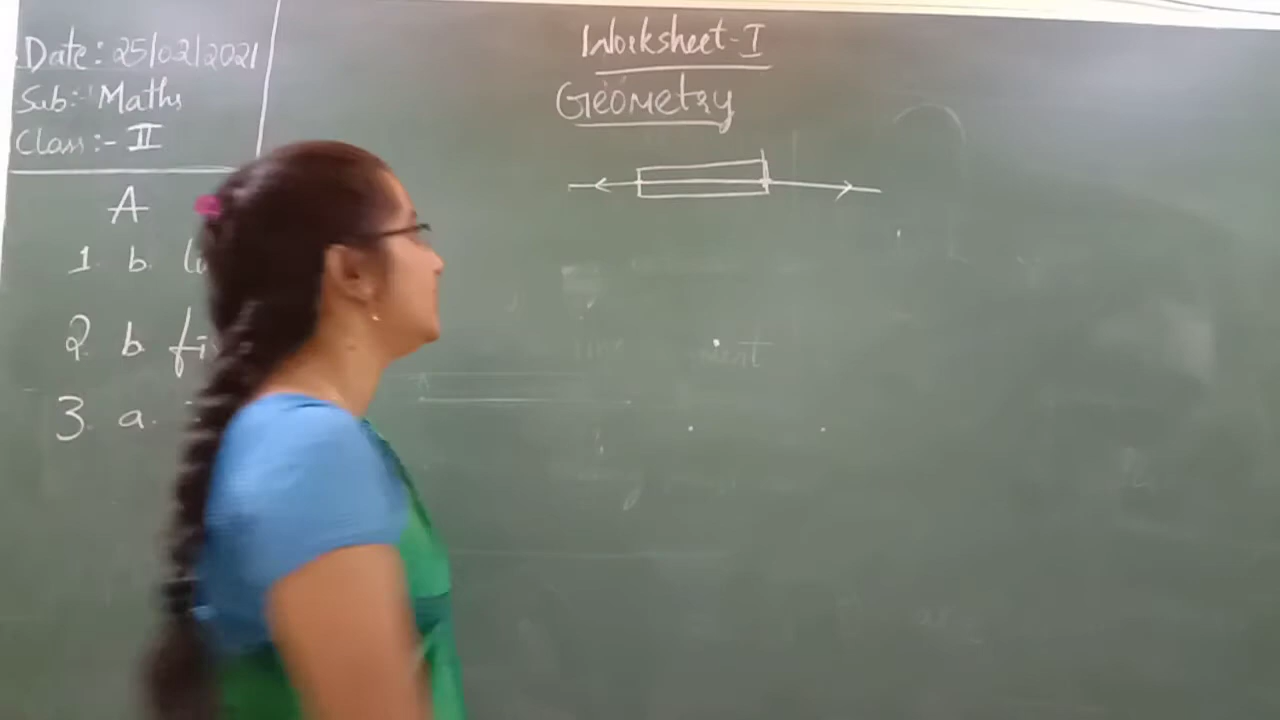 Date: 25/02/2021
Sub:- Maths
Class:- II
Worksheet-I
Geometry
A
1. b.
2. b
3. a.